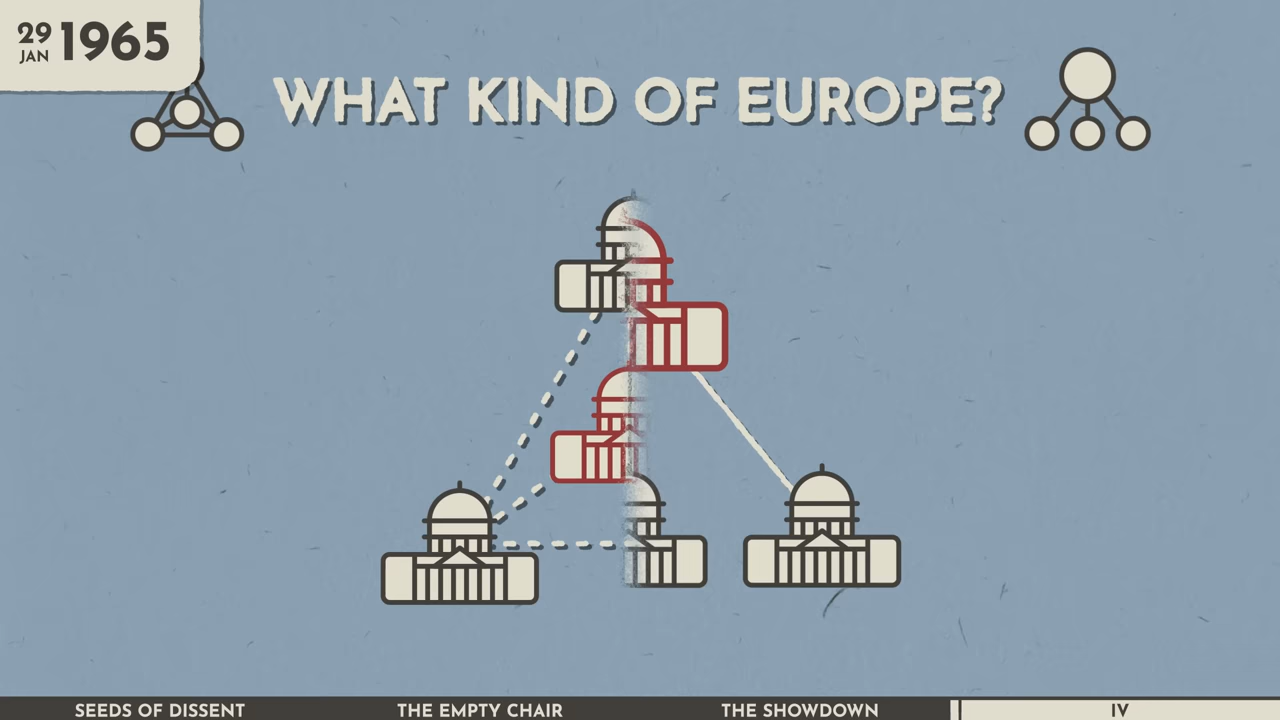 29
JAN
1965
WHAT KIND OF EUROPE?
SEEDS OF DISSENT
THE EMPTY CHAIR
THE SHOWDOWN
IV